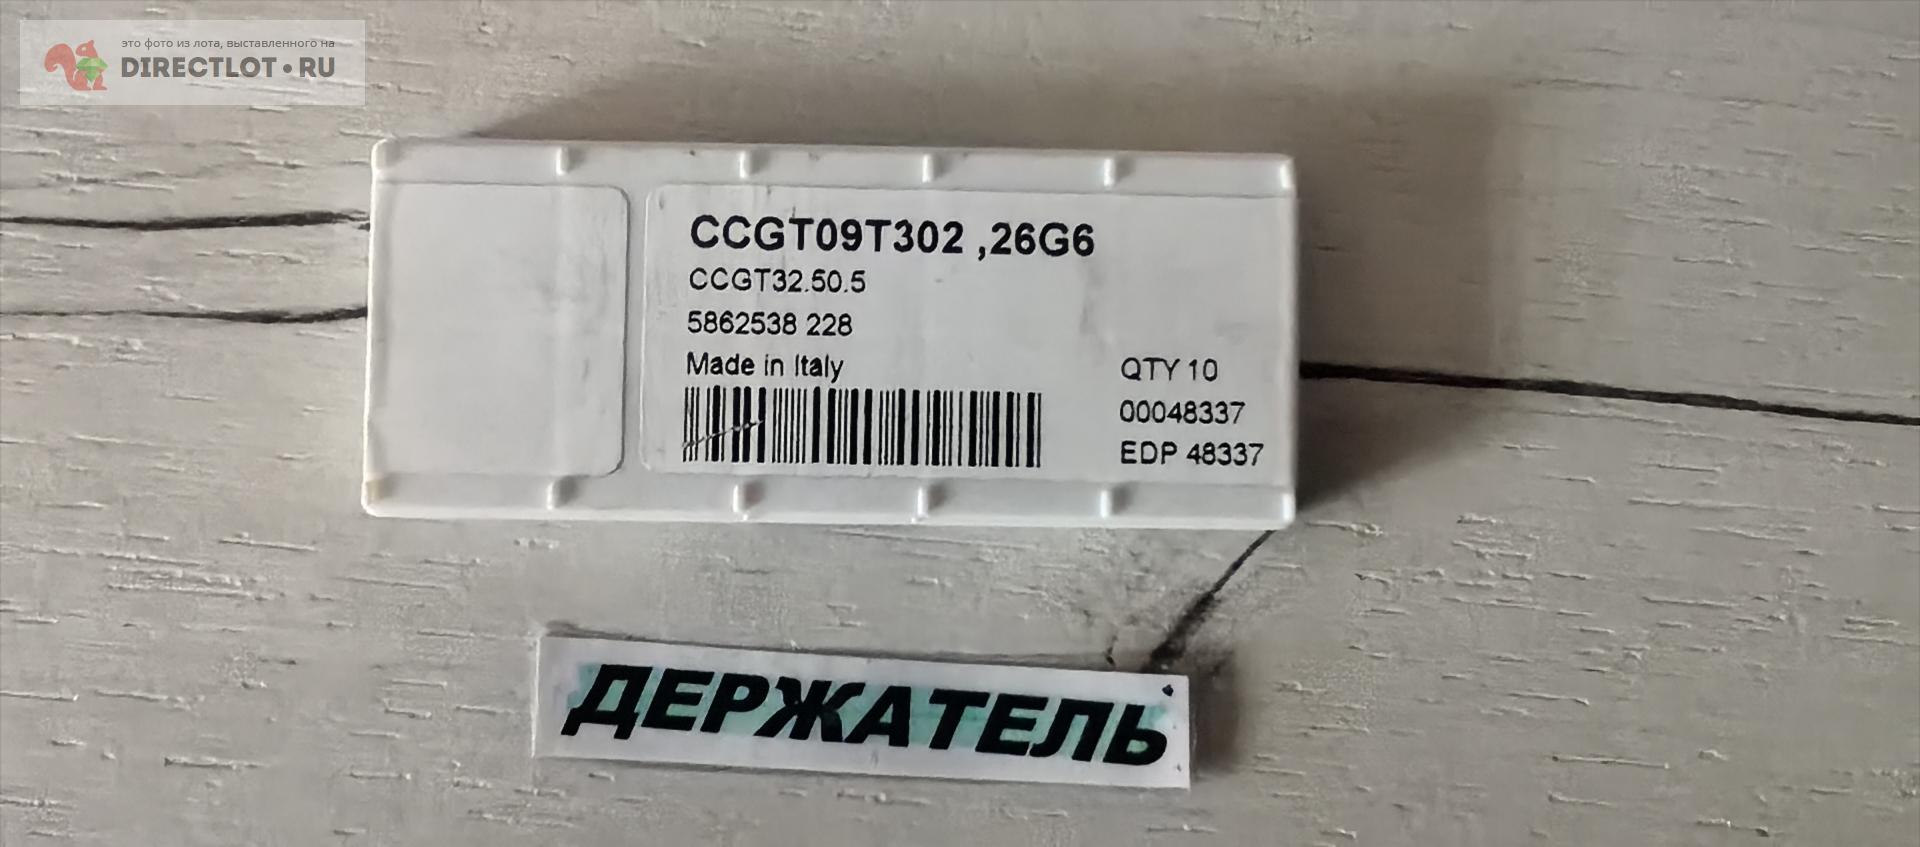 это фото из лота, выставленного на
DIRECTLOT•RU
CCGT09T302 ,26G6
CCGT32.50.5
5862538 228
Made in Italy
QTY 10
00048337
EDP 48337
ДЕРЖАТЕЛЬ